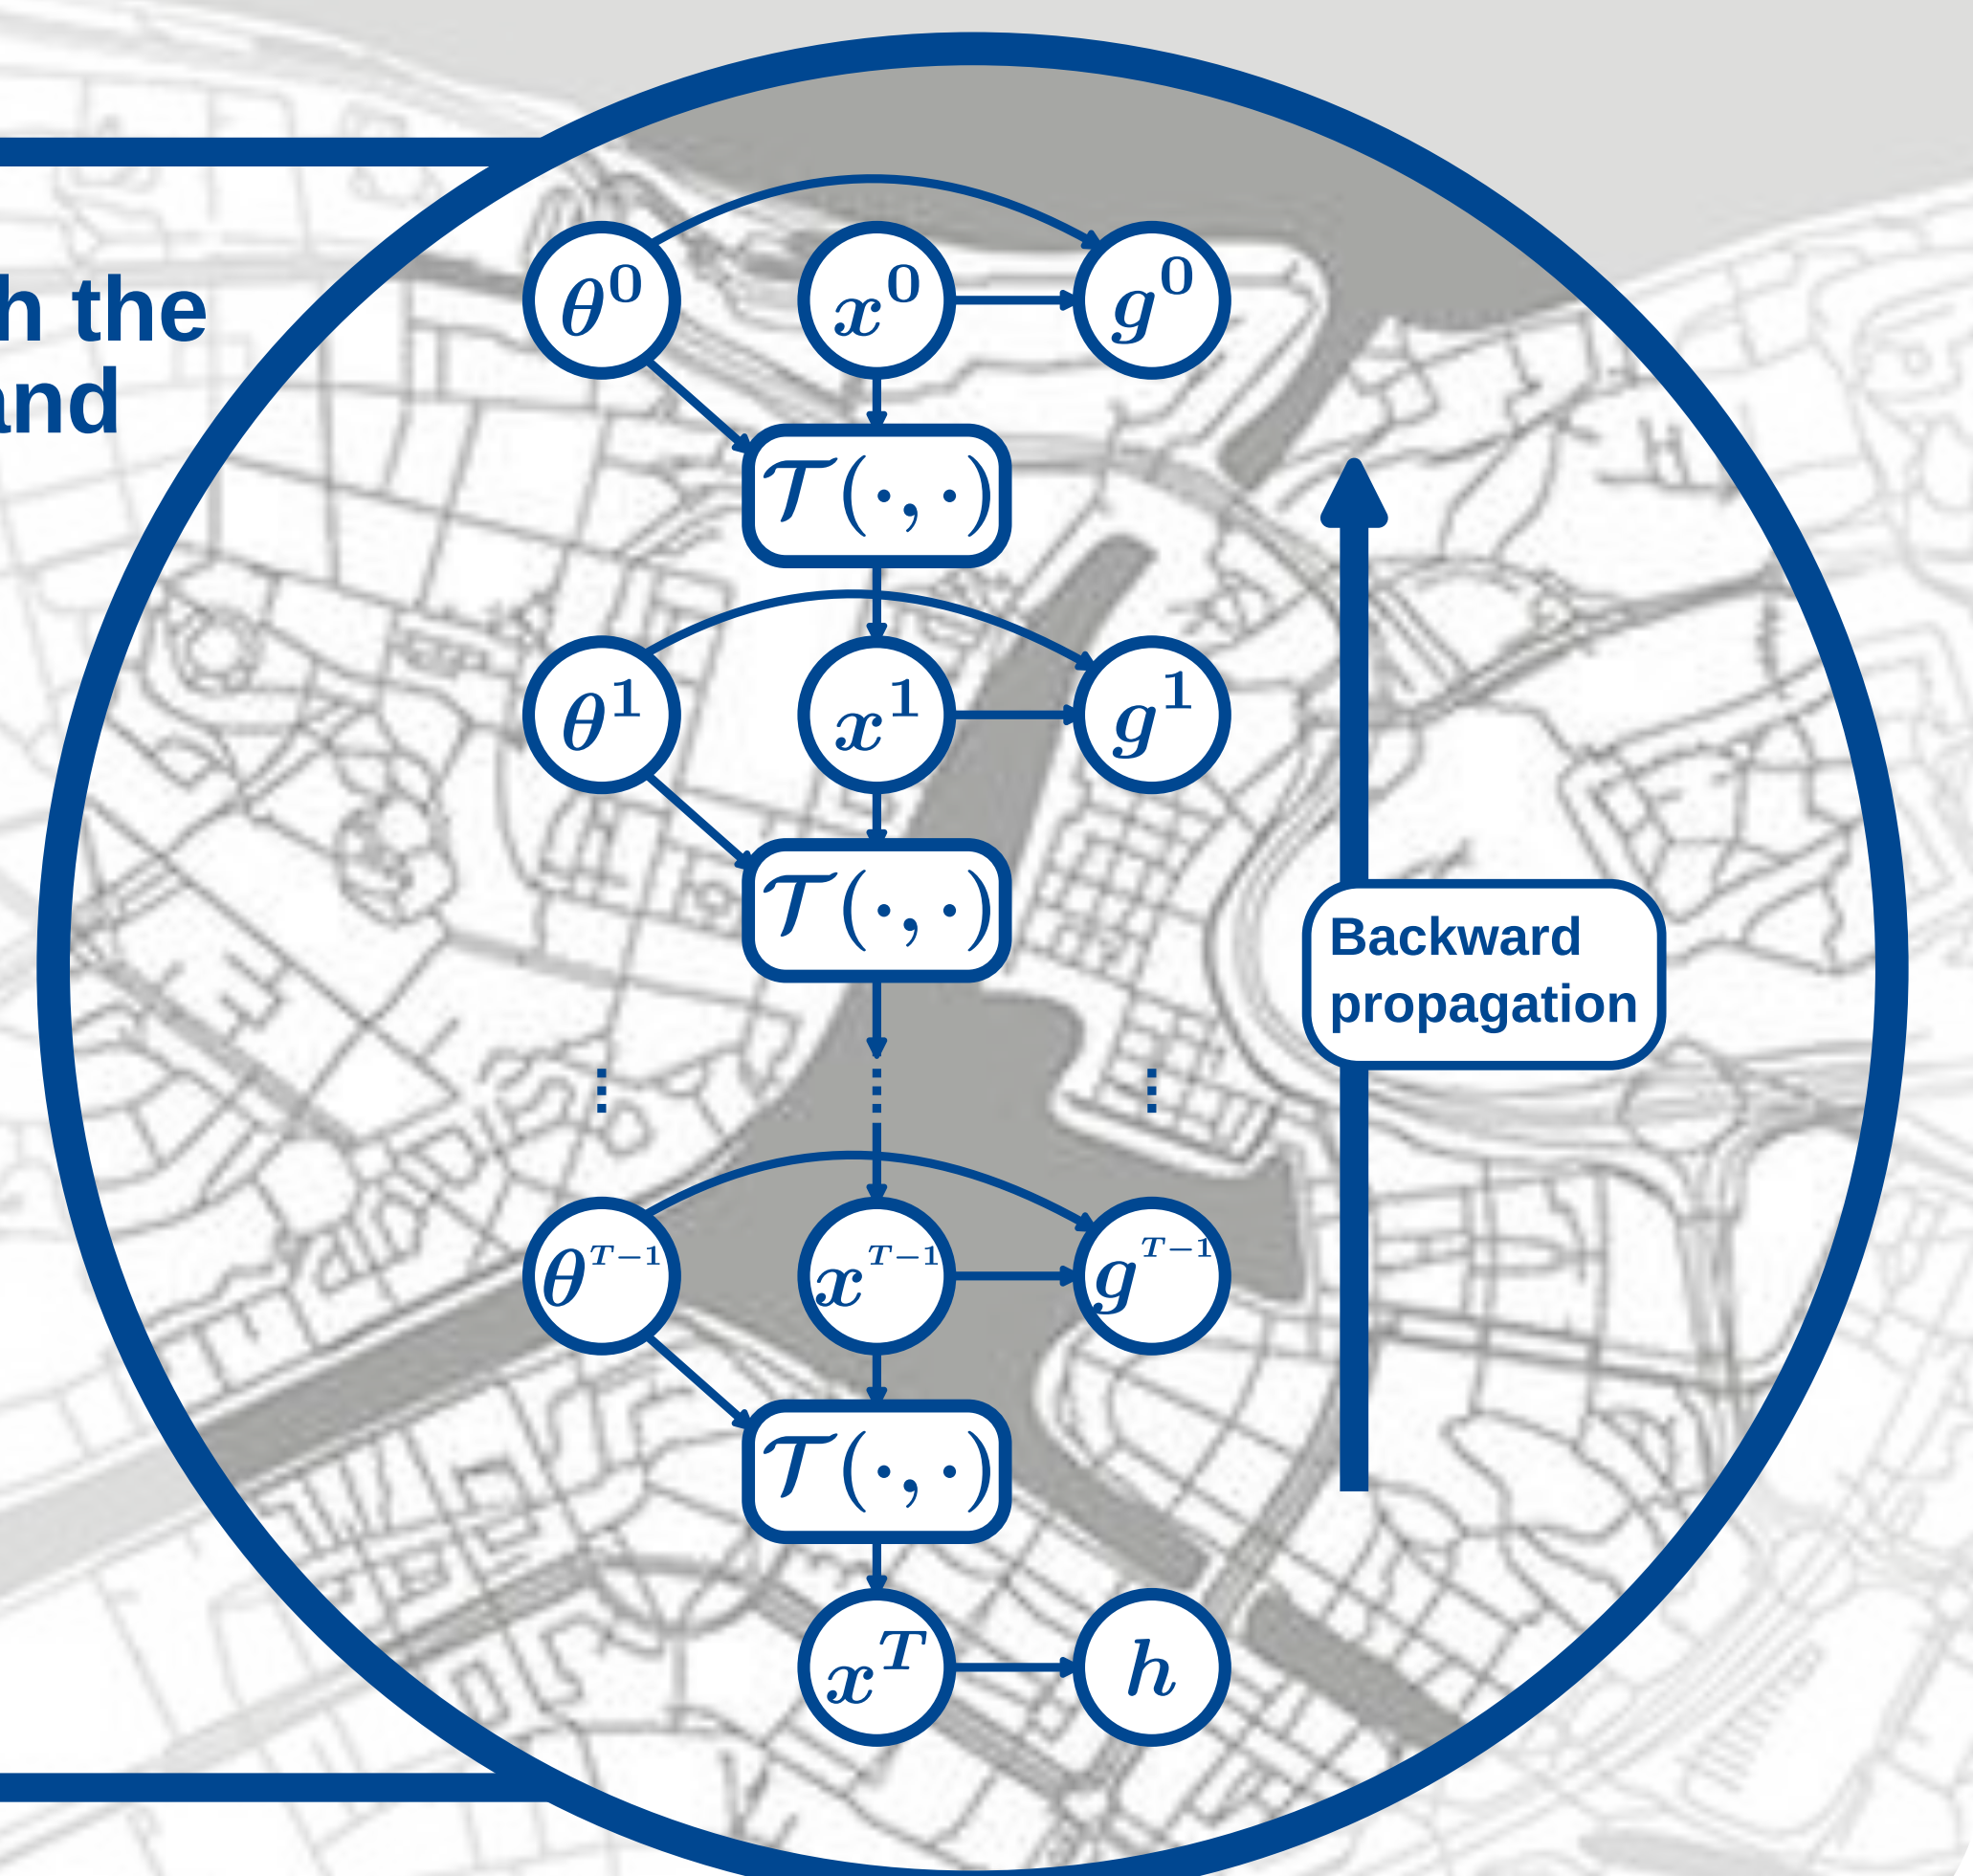 h the
and
θ⁰ x⁰ g⁰
𝒯(·,·)
θ¹ x¹ g¹
𝒯(·,·)
Backward
propagation
⋮ ⋮ ⋮
θᵀ⁻¹ xᵀ⁻¹ gᵀ⁻¹
𝒯(·,·)
xᵀ h